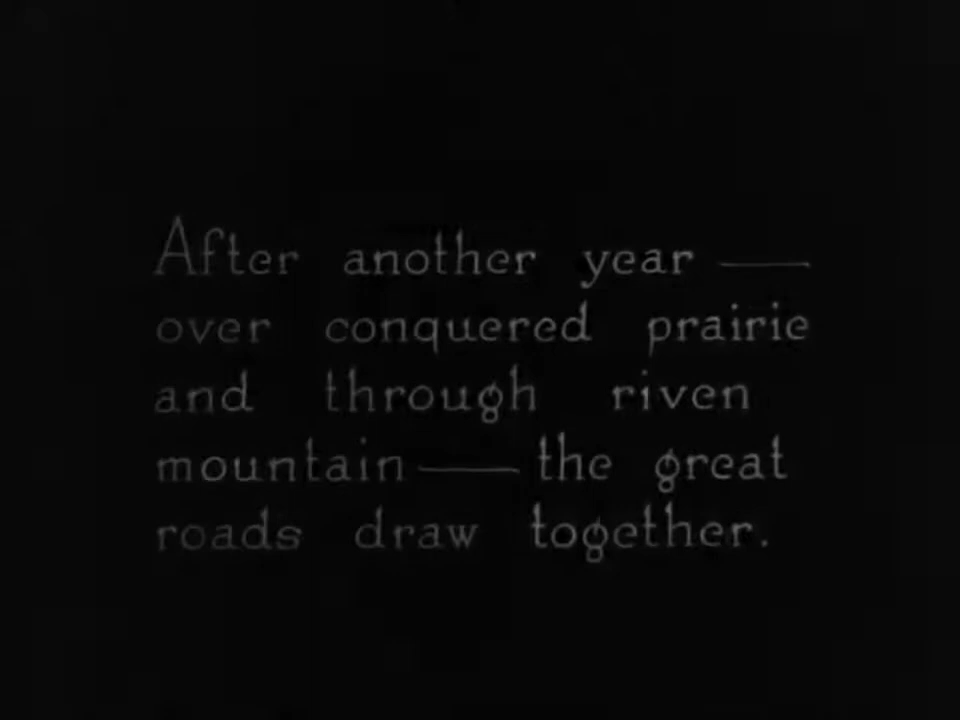 After another year —
over conquered prairie
and through riven
mountain — the great
roads draw together.